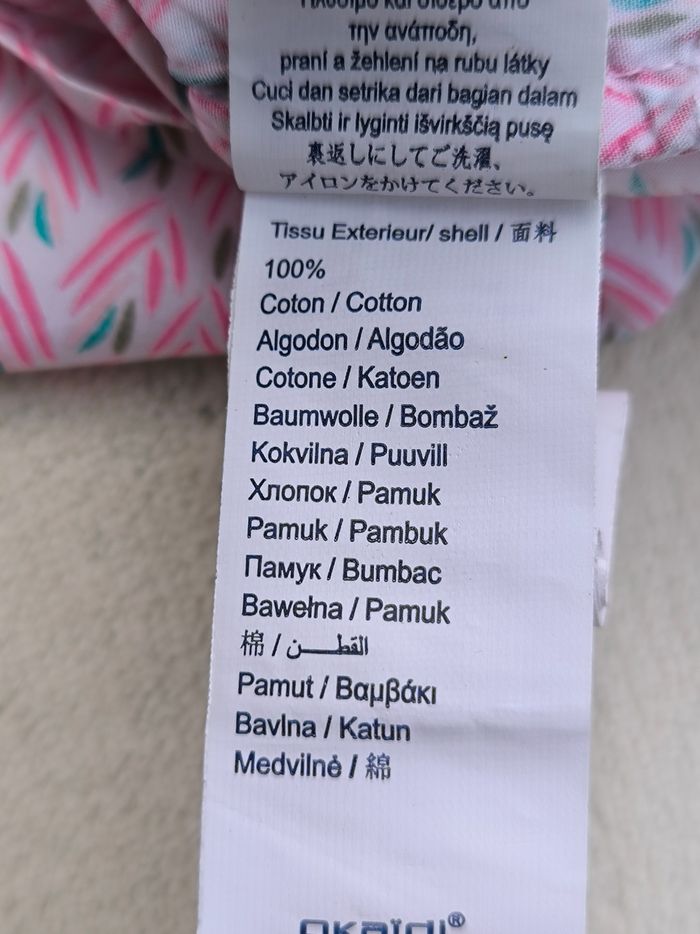 την ανάποδη,
praní a žehlení na rubu látky
Cuci dan setrika dari bagian dalam
Skalbti ir lyginti išvirkščią pusę
裏返しにしてご洗濯、
アイロンをかけてください。
Tissu Exterieur/ shell / 面料
100%
Coton / Cotton
Algodon / Algodão
Cotone / Katoen
Baumwolle / Bombaž
Kokvilna / Puuvill
Хлопок / Pamuk
Pamuk / Pambuk
Памук / Bumbac
Bawełna / Pamuk
棉 / القطـــــن
Pamut / Βαμβάκι
Bavlna / Katun
Medvilnė / 綿
OKAÏDI®